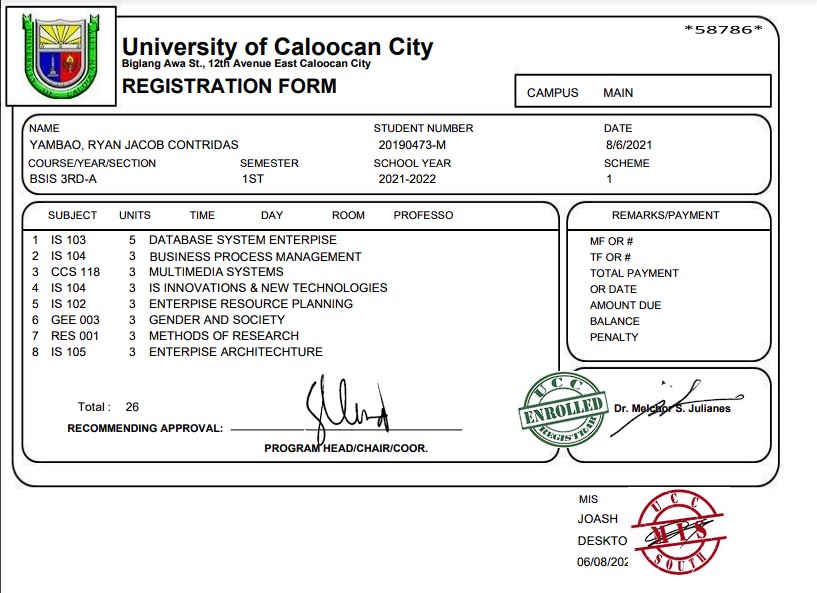 *58786*
University of Caloocan City
Biglang Awa St., 12th Avenue East Caloocan City
REGISTRATION FORM
CAMPUS MAIN
NAME STUDENT NUMBER DATE
YAMBAO, RYAN JACOB CONTRIDAS 20190473-M 8/6/2021
COURSE/YEAR/SECTION SEMESTER SCHOOL YEAR SCHEME
BSIS 3RD-A 1ST 2021-2022 1
SUBJECT UNITS TIME DAY ROOM PROFESSO
1 IS 103 5 DATABASE SYSTEM ENTERPISE
2 IS 104 3 BUSINESS PROCESS MANAGEMENT
3 CCS 118 3 MULTIMEDIA SYSTEMS
4 IS 104 3 IS INNOVATIONS & NEW TECHNOLOGIES
5 IS 102 3 ENTERPISE RESOURCE PLANNING
6 GEE 003 3 GENDER AND SOCIETY
7 RES 001 3 METHODS OF RESEARCH
8 IS 105 3 ENTERPISE ARCHITECHTURE
Total : 26
RECOMMENDING APPROVAL:
PROGRAM HEAD/CHAIR/COOR.
REMARKS/PAYMENT
MF OR #
TF OR #
TOTAL PAYMENT
OR DATE
AMOUNT DUE
BALANCE
PENALTY
UCC
ENROLLED
REGISTRAR
Dr. Melchor S. Julianes
MIS
JOASH
DESKTO
06/08/202
UCC
MIS
SOUTH